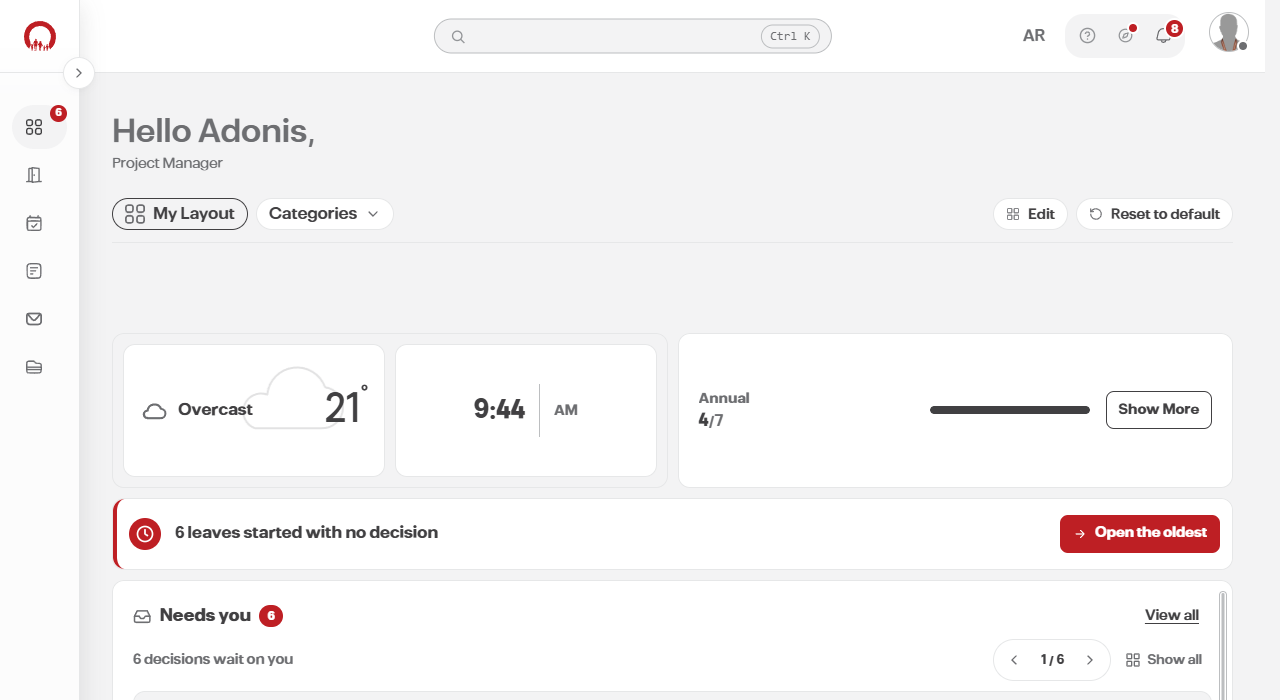 Ctrl K
AR
8
6
Hello Adonis,
Project Manager
My Layout
Categories
Edit
Reset to default
Overcast
21°
9:44
AM
Annual
4/7
Show More
6 leaves started with no decision
Open the oldest
Needs you 6
View all
6 decisions wait on you
1 / 6
Show all